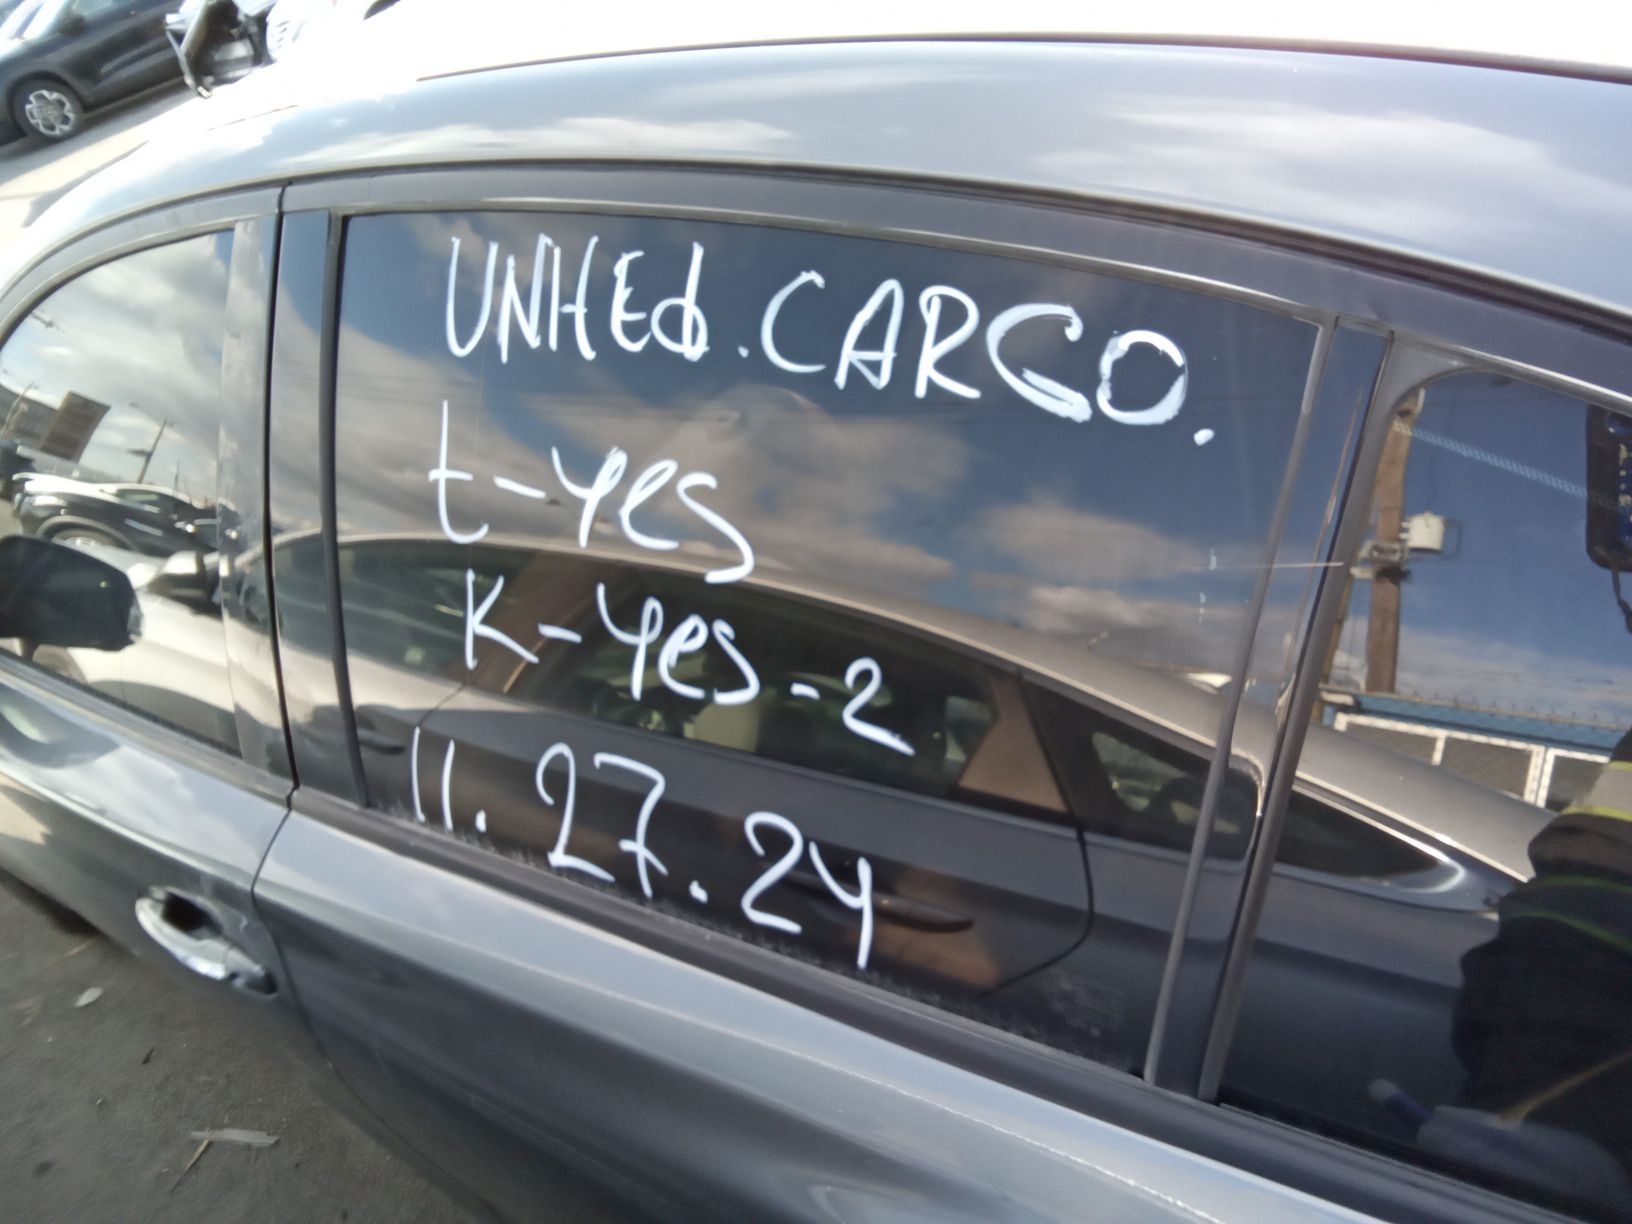 UNITEd. CARGO.
t-yes
K-yes-2
11.27.24